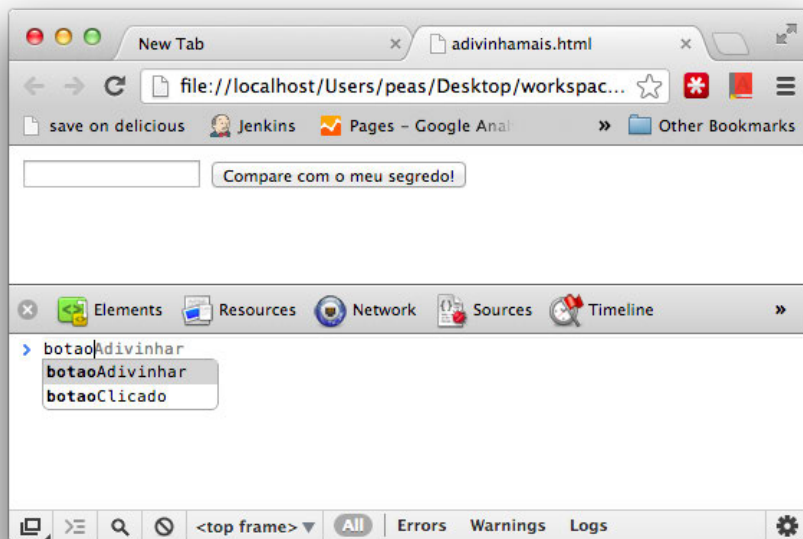 New Tab
adivinhamais.html
file://localhost/Users/peas/Desktop/workspac...
save on delicious
Jenkins
Pages – Google Anal
»
Other Bookmarks
Compare com o meu segredo!
Elements
Resources
Network
Sources
Timeline
»
> botaoAdivinhar
botaoAdivinhar
botaoClicado
<top frame>
All
Errors
Warnings
Logs